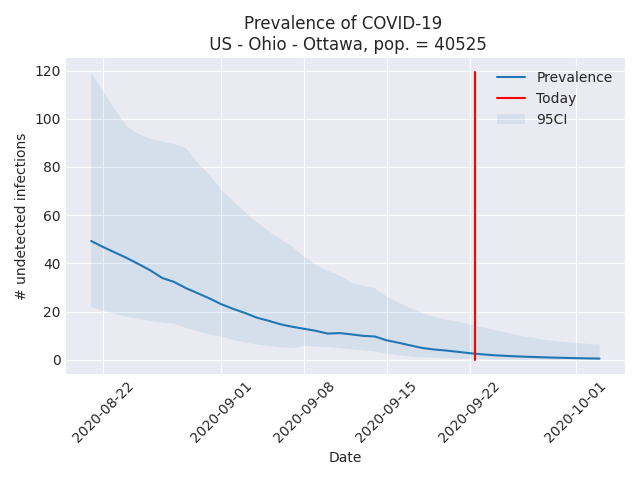 Prevalence of COVID-19
US - Ohio - Ottawa, pop. = 40525
120
100
80
60
40
20
0
# undetected infections
Prevalence
Today
95CI
2020-08-22
2020-09-01
2020-09-08
2020-09-15
2020-09-22
2020-10-01
Date